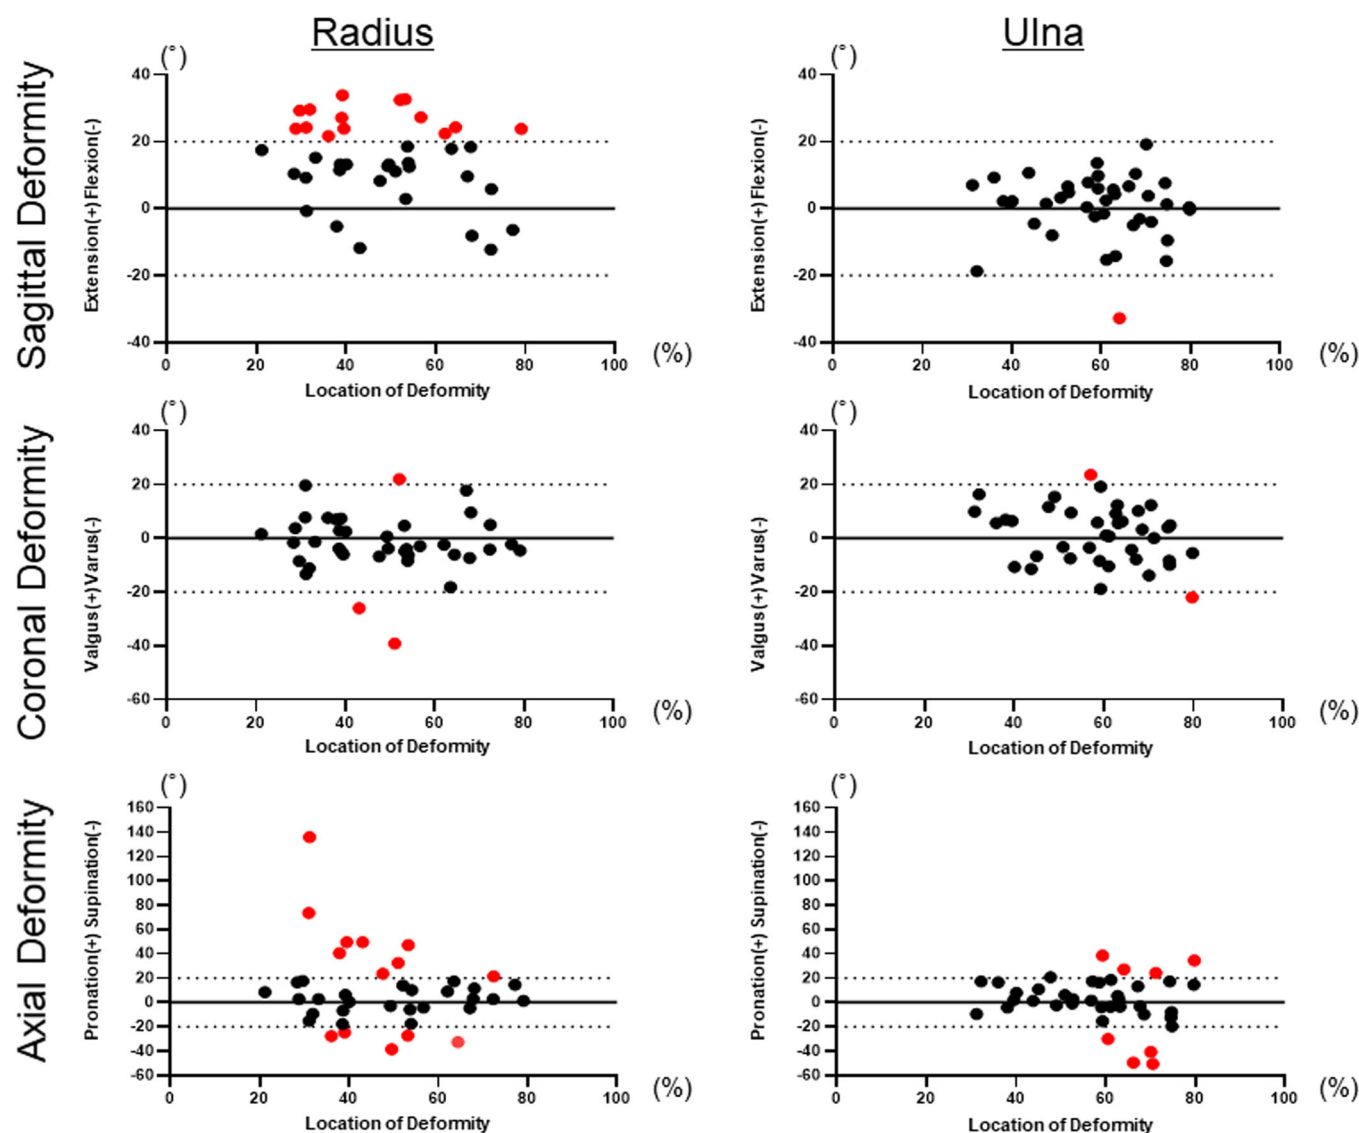 Radius
Ulna
Sagittal Deformity
(°)
Extension(+) Flexion(-)
40
20
0
-20
-40
0 20 40 60 80 100
(%)
Location of Deformity
(°)
Extension(+) Flexion(-)
40
20
0
-20
-40
0 20 40 60 80 100
(%)
Location of Deformity
Coronal Deformity
(°)
Valgus(+) Varus(-)
40
20
0
-20
-40
-60
0 20 40 60 80 100
(%)
Location of Deformity
(°)
Valgus(+) Varus(-)
40
20
0
-20
-40
-60
0 20 40 60 80 100
(%)
Location of Deformity
Axial Deformity
(°)
Pronation(+) Supination(-)
160
140
120
100
80
60
40
20
0
-20
-40
-60
0 20 40 60 80 100
(%)
Location of Deformity
(°)
Pronation(+) Supination(-)
160
140
120
100
80
60
40
20
0
-20
-40
-60
0 20 40 60 80 100
(%)
Location of Deformity